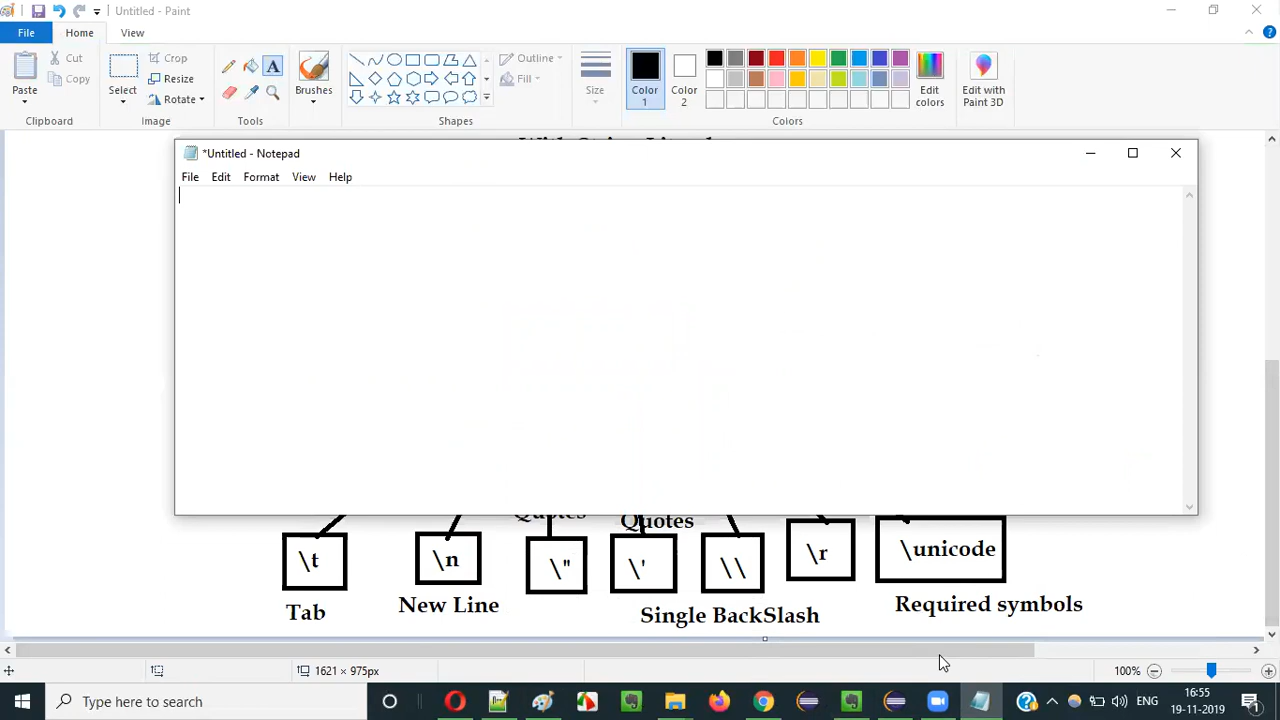 Untitled - Paint
File Home View
Paste
Cut
Copy
Clipboard
Select
Crop
Resize
Rotate
Image
A
Tools
Brushes
Outline
Fill
Shapes
Size
Color 1
Color 2
Edit colors
Colors
Edit with Paint 3D
*Untitled - Notepad
File Edit Format View Help
Quotes
Quotes
\t
\n
\"
\'
\\
\r
\unicode
Tab
New Line
Single BackSlash
Required symbols
1621 × 975px
100%
Type here to search
ENG
16:55
19-11-2019
1